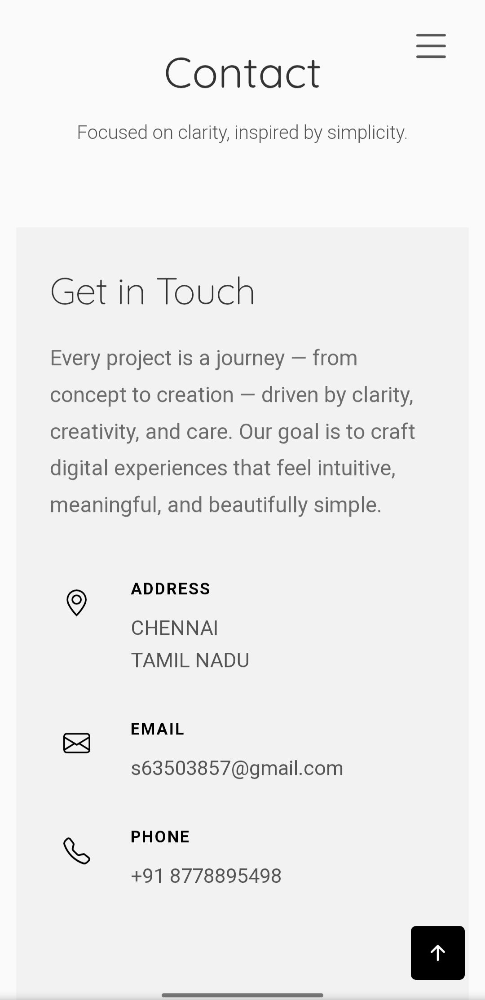 Contact
Focused on clarity, inspired by simplicity.
Get in Touch
Every project is a journey — from
concept to creation — driven by clarity,
creativity, and care. Our goal is to craft
digital experiences that feel intuitive,
meaningful, and beautifully simple.
ADDRESS
CHENNAI
TAMIL NADU
EMAIL
s63503857@gmail.com
PHONE
+91 8778895498